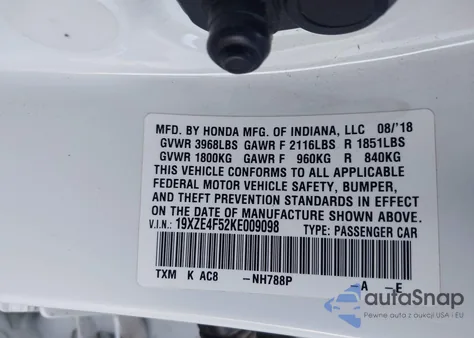 MFD. BY HONDA MFG. OF INDIANA, LLC 08/'18
GVWR 3968LBS GAWR F 2116LBS R 1851LBS
GVWR 1800KG GAWR F 960KG R 840KG
THIS VEHICLE CONFORMS TO ALL APPLICABLE
FEDERAL MOTOR VEHICLE SAFETY, BUMPER,
AND THEFT PREVENTION STANDARDS IN EFFECT
ON THE DATE OF MANUFACTURE SHOWN ABOVE.
V.I.N.: 19XZE4F52KE009098 TYPE: PASSENGER CAR
TXM K AC8 -NH788P -A -E
autoSnap
Pewne auta z USA i EU